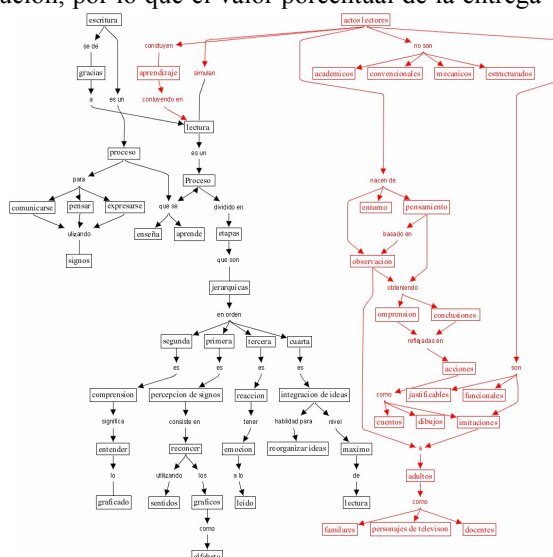 ución, por lo que el valor porcentual de la entrega
escritura
actos lectores
se de
constuyen
no son
gracias
aprendizaje
simulan
academicos
convencionales
mecanicos
estructurados
a
es un
contuyendo en
lectura
proceso
es un
para
Proceso
nacen de
comunicarse
pensar
expresarse
que se
dividido en
entorno
pensamiento
utlizando
enseña
aprende
etapas
basado en
signos
que son
observacion
jerarquicas
obteniendo
en orden
omprension
conclusiones
segunda
primera
tercera
cuarta
reflijadas en
es
es
es
es
acciones
son
comprension
percepcion de signos
reaccion
integracion de ideas
como
justificables
funcionales
significa
consiste en
tener
hablidad para
nivel
cuentos
dibujos
imitaciones
entender
reconcer
emocion
reorganizar ideas
maximo
a
lo
utilizando
los
a lo
de
adultos
graficado
sentidos
graficos
leido
lectura
como
como
familares
personajes de televison
docentes
alfabeto